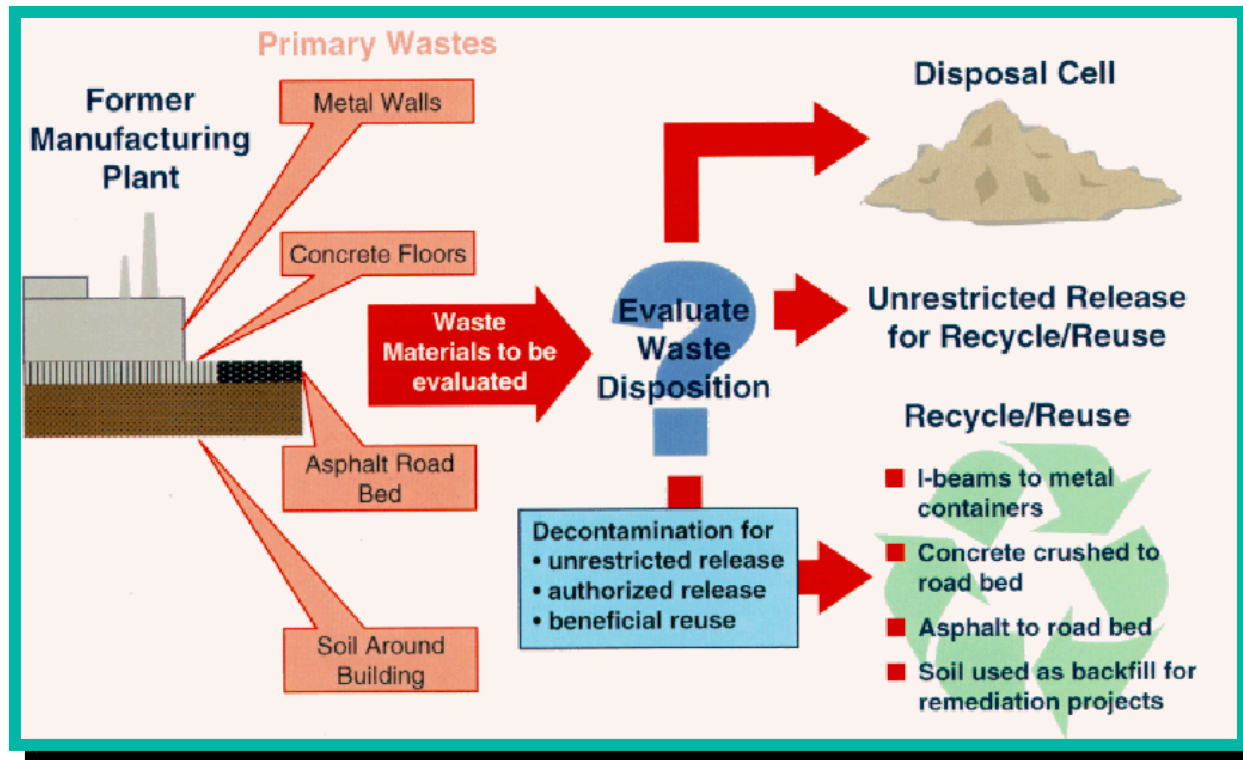 Primary Wastes
Former
Manufacturing
Plant
Metal Walls
Concrete Floors
Asphalt Road
Bed
Soil Around
Building
Waste
Materials to be
evaluated
?
Evaluate
Waste
Disposition
Disposal Cell
Unrestricted Release
for Recycle/Reuse
Decontamination for
• unrestricted release
• authorized release
• beneficial reuse
Recycle/Reuse
■ I-beams to metal
containers
■ Concrete crushed to
road bed
■ Asphalt to road bed
■ Soil used as backfill for
remediation projects